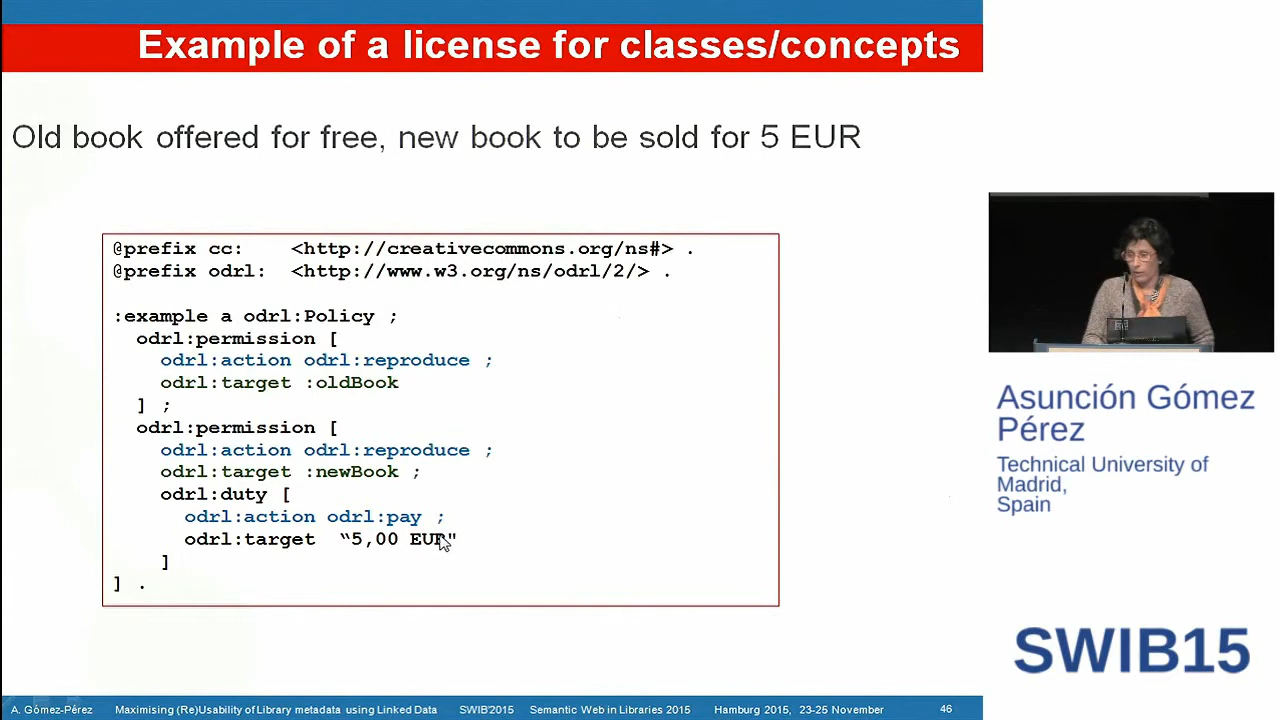 Example of a license for classes/concepts
Old book offered for free, new book to be sold for 5 EUR
@prefix cc: <http://creativecommons.org/ns#> .
@prefix odrl: <http://www.w3.org/ns/odrl/2/> .
:example a odrl:Policy ;
odrl:permission [
odrl:action odrl:reproduce ;
odrl:target :oldBook
] ;
odrl:permission [
odrl:action odrl:reproduce ;
odrl:target :newBook ;
odrl:duty [
odrl:action odrl:pay ;
odrl:target “5,00 EUR"
]
] .
Asunción Gómez
Pérez
Technical University of
Madrid,
Spain
SWIB15
A. Gómez-Pérez Maximising (Re)Usability of Library metadata using Linked Data SWIB'2015 Semantic Web in Libraries 2015 Hamburg 2015, 23-25 November 46